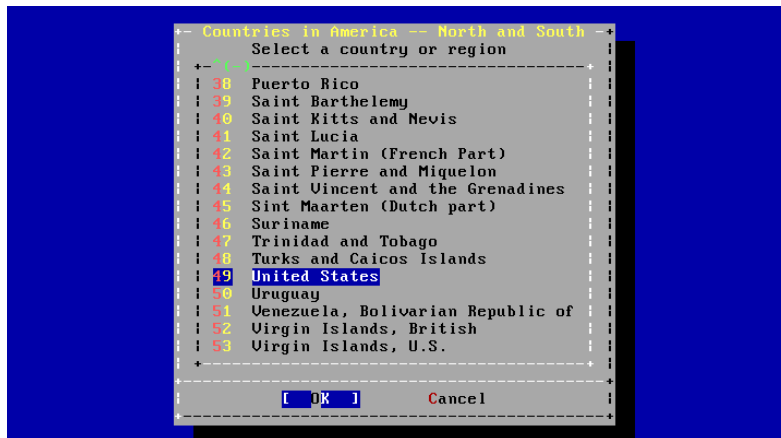 Countries in America -- North and South
Select a country or region
^(-)
38 Puerto Rico
39 Saint Barthelemy
40 Saint Kitts and Nevis
41 Saint Lucia
42 Saint Martin (French Part)
43 Saint Pierre and Miquelon
44 Saint Vincent and the Grenadines
45 Sint Maarten (Dutch part)
46 Suriname
47 Trinidad and Tobago
48 Turks and Caicos Islands
49 United States
50 Uruguay
51 Venezuela, Bolivarian Republic of
52 Virgin Islands, British
53 Virgin Islands, U.S.
[ OK ] Cancel